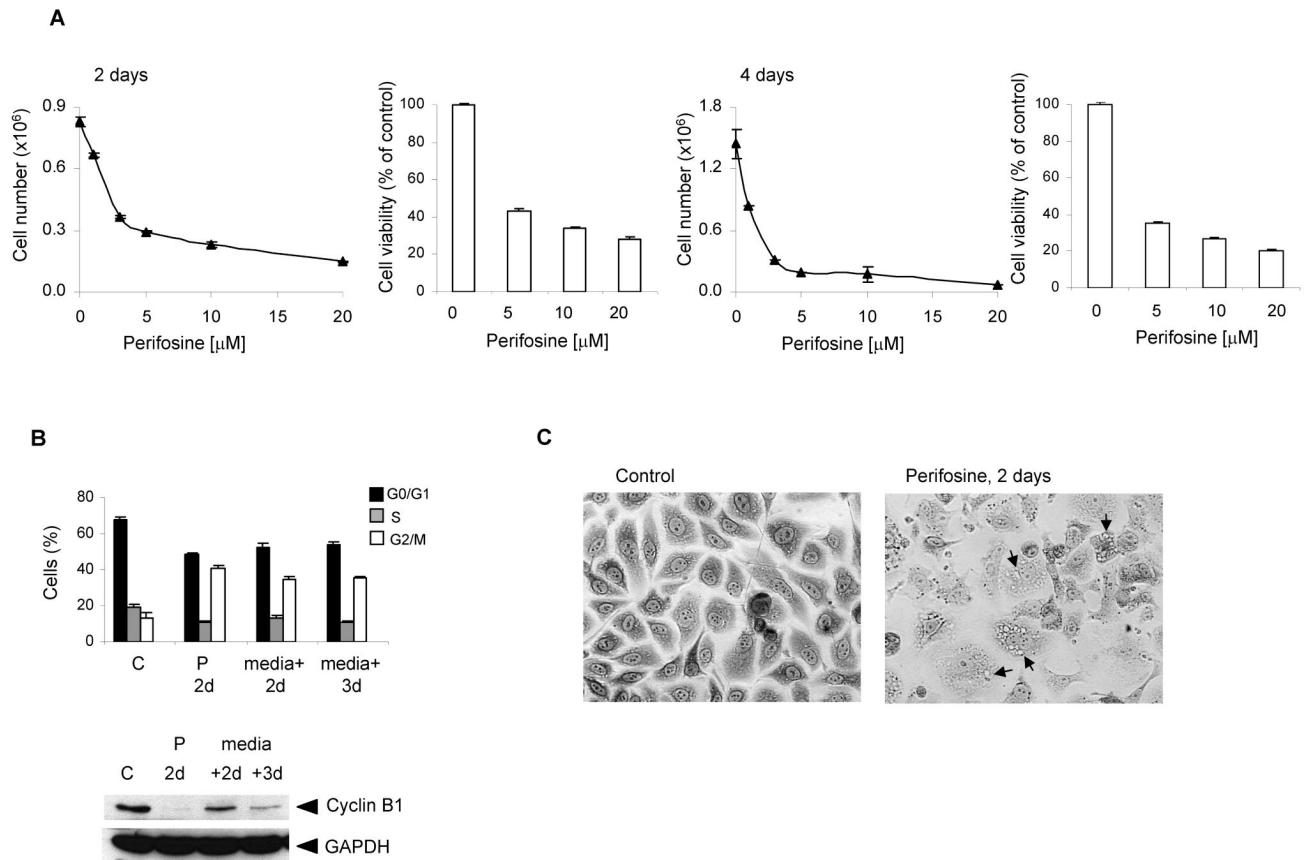 A
2 days
Cell number (x10⁶)
0.9
0.6
0.3
0.0
0 5 10 15 20
Perifosine [μM]
Cell viability (% of control)
100
80
60
40
20
0
0 5 10 20
Perifosine [μM]
4 days
Cell number (x10⁶)
1.8
1.2
0.6
0.0
0 5 10 15 20
Perifosine [μM]
Cell viability (% of control)
100
80
60
40
20
0
0 5 10 20
Perifosine [μM]
B
Cells (%)
80
60
40
20
0
G0/G1
S
G2/M
C P media+ media+
2d 2d 3d
P media
C 2d +2d +3d
Cyclin B1
GAPDH
C
Control
Perifosine, 2 days